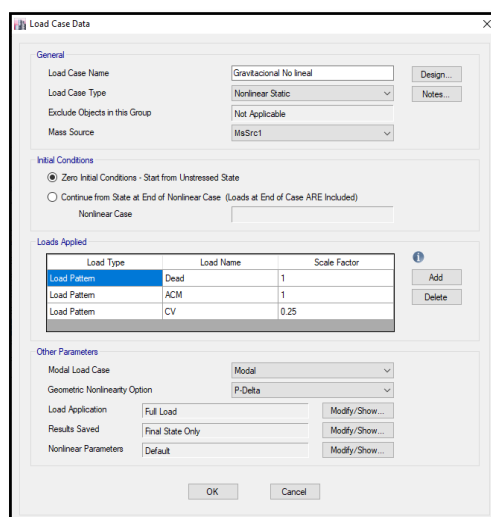 Load Case Data
General
Load Case Name Gravitacional No lineal Design...
Load Case Type Nonlinear Static Notes...
Exclude Objects in this Group Not Applicable
Mass Source MsSrc1
Initial Conditions
Zero Initial Conditions - Start from Unstressed State
Continue from State at End of Nonlinear Case (Loads at End of Case ARE Included)
Nonlinear Case
Loads Applied
Load Type Load Name Scale Factor
Load Pattern Dead 1 Add
Load Pattern ACM 1 Delete
Load Pattern CV 0.25
Other Parameters
Modal Load Case Modal
Geometric Nonlinearity Option P-Delta
Load Application Full Load Modify/Show...
Results Saved Final State Only Modify/Show...
Nonlinear Parameters Default Modify/Show...
OK Cancel